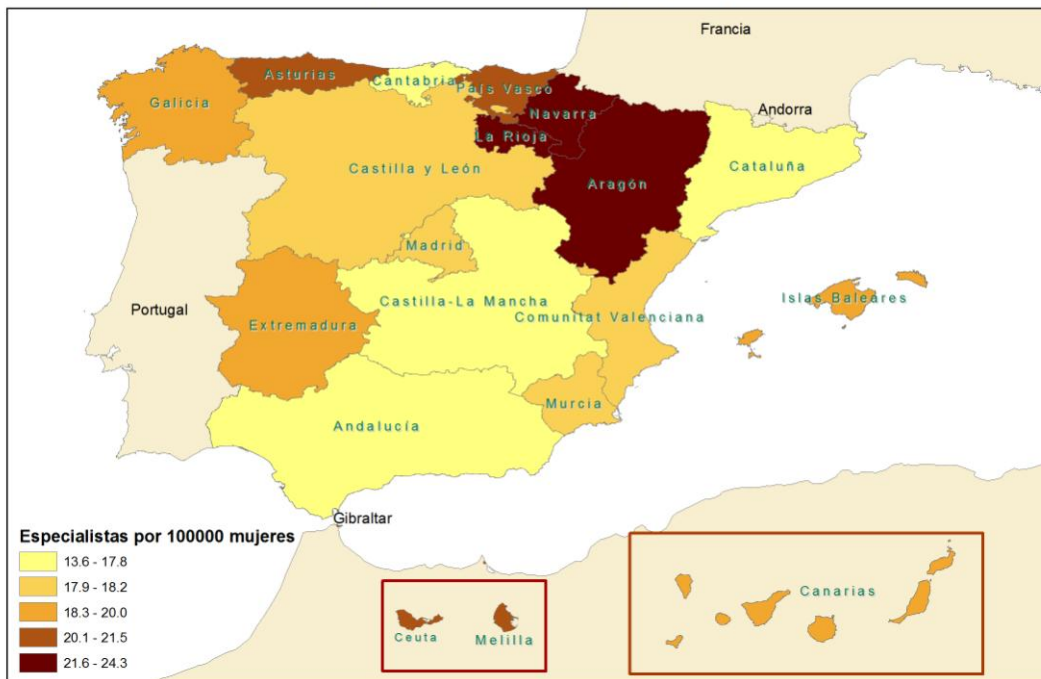 Francia
Asturias
Cantabria
País Vasco
Galicia
Navarra
Andorra
La Rioja
Cataluña
Castilla y León
Aragón
Madrid
Castilla-La Mancha
Islas Baleares
Portugal
Extremadura
Comunitat Valenciana
Murcia
Andalucía
Gibraltar
Especialistas por 100000 mujeres
13.6 - 17.8
17.9 - 18.2
18.3 - 20.0
20.1 - 21.5
21.6 - 24.3
Ceuta
Melilla
Canarias